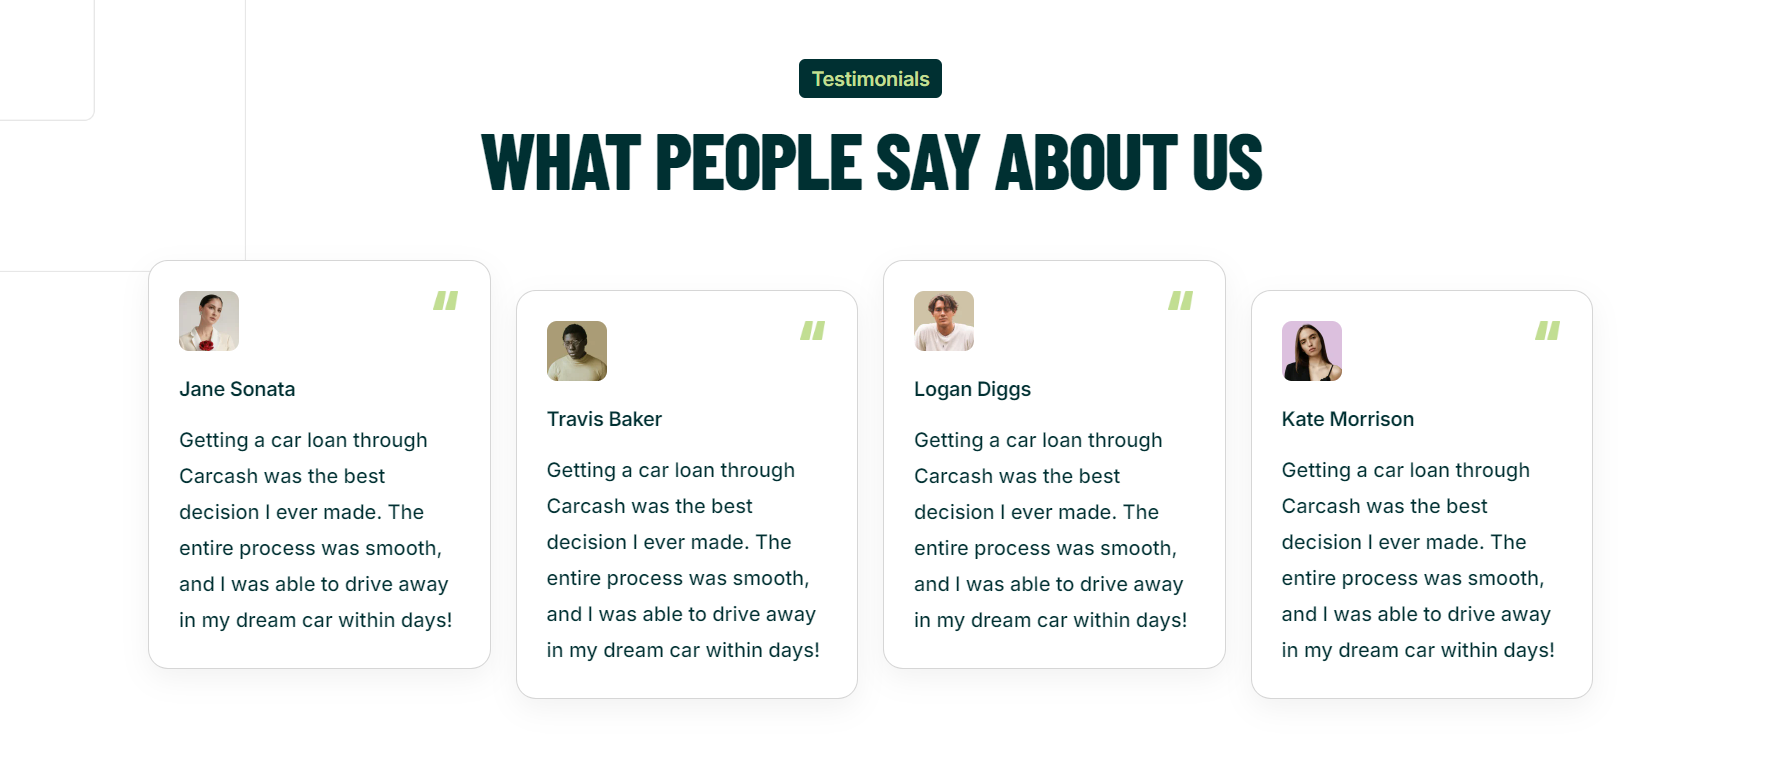 Testimonials
WHAT PEOPLE SAY ABOUT US
Jane Sonata
Getting a car loan through
Carcash was the best
decision I ever made. The
entire process was smooth,
and I was able to drive away
in my dream car within days!
Travis Baker
Getting a car loan through
Carcash was the best
decision I ever made. The
entire process was smooth,
and I was able to drive away
in my dream car within days!
Logan Diggs
Getting a car loan through
Carcash was the best
decision I ever made. The
entire process was smooth,
and I was able to drive away
in my dream car within days!
Kate Morrison
Getting a car loan through
Carcash was the best
decision I ever made. The
entire process was smooth,
and I was able to drive away
in my dream car within days!